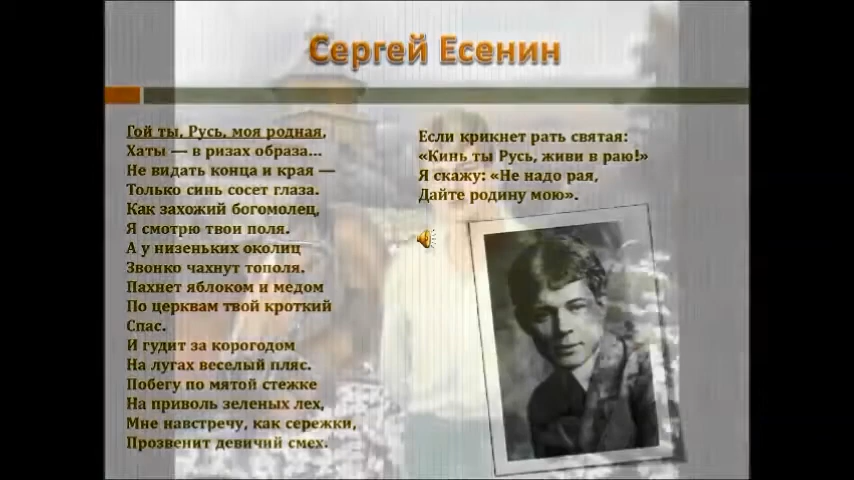 Сергей Есенин
Гой ты, Русь, моя родная,
Хаты — в ризах образа...
Не видать конца и края —
Только синь сосет глаза.
Как захожий богомолец,
Я смотрю твои поля.
А у низеньких околиц
Звонко чахнут тополя.
Пахнет яблоком и медом
По церквам твой кроткий
Спас.
И гудит за корогодом
На лугах веселый пляс.
Побегу по мятой стежке
На приволь зеленых лех,
Мне навстречу, как сережки,
Прозвенит девичий смех.
Если крикнет рать святая:
«Кинь ты Русь, живи в раю!»
Я скажу: «Не надо рая,
Дайте родину мою».